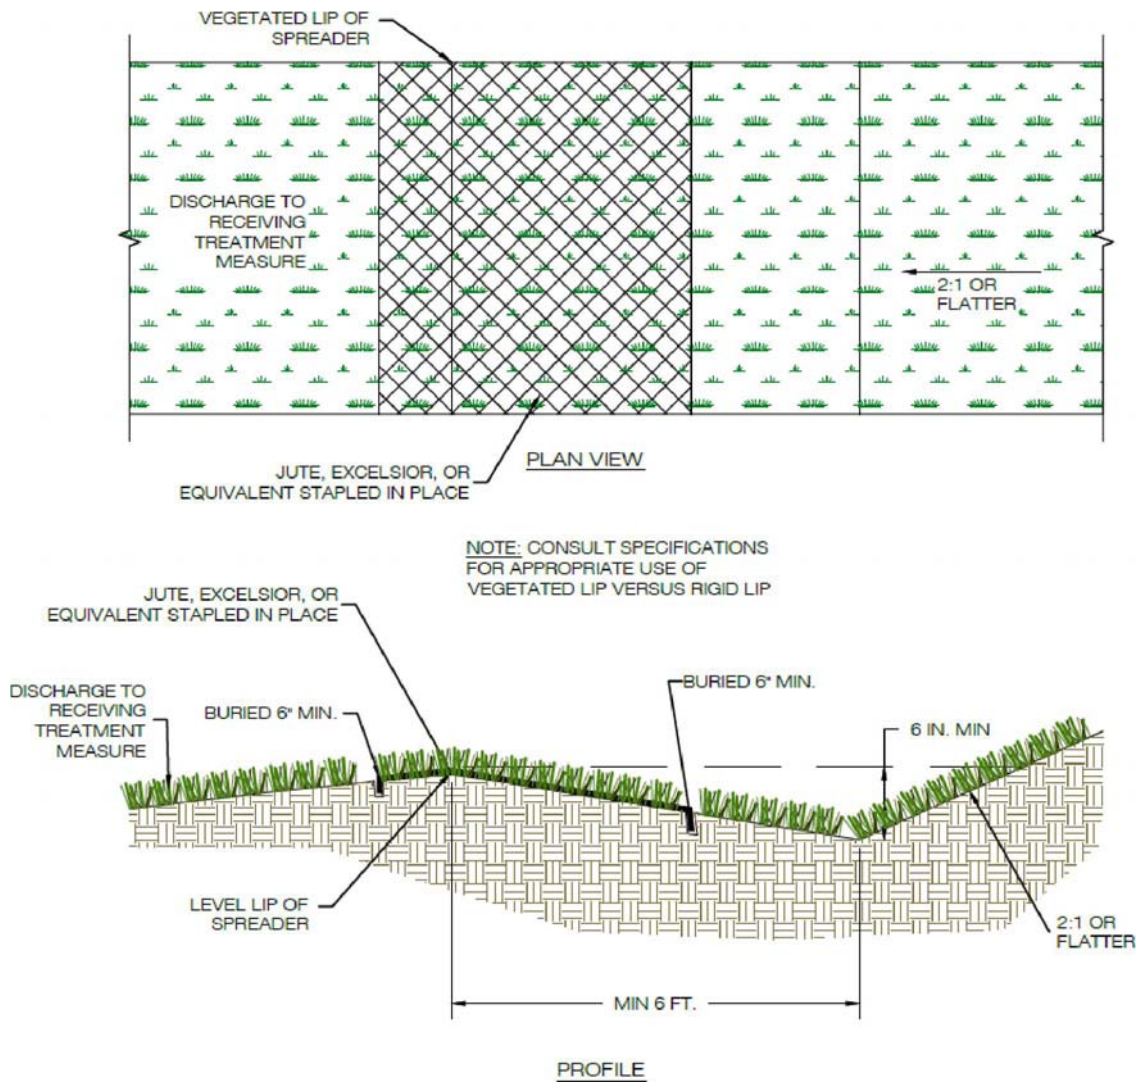 VEGETATED LIP OF
SPREADER
DISCHARGE TO
RECEIVING
TREATMENT
MEASURE
2:1 OR
FLATTER
PLAN VIEW
JUTE, EXCELSIOR, OR
EQUIVALENT STAPLED IN PLACE
NOTE: CONSULT SPECIFICATIONS
FOR APPROPRIATE USE OF
VEGETATED LIP VERSUS RIGID LIP
JUTE, EXCELSIOR, OR
EQUIVALENT STAPLED IN PLACE
DISCHARGE TO
RECEIVING
TREATMENT
MEASURE
BURIED 6" MIN.
BURIED 6" MIN.
6 IN. MIN
LEVEL LIP OF
SPREADER
2:1 OR
FLATTER
MIN 6 FT.
PROFILE